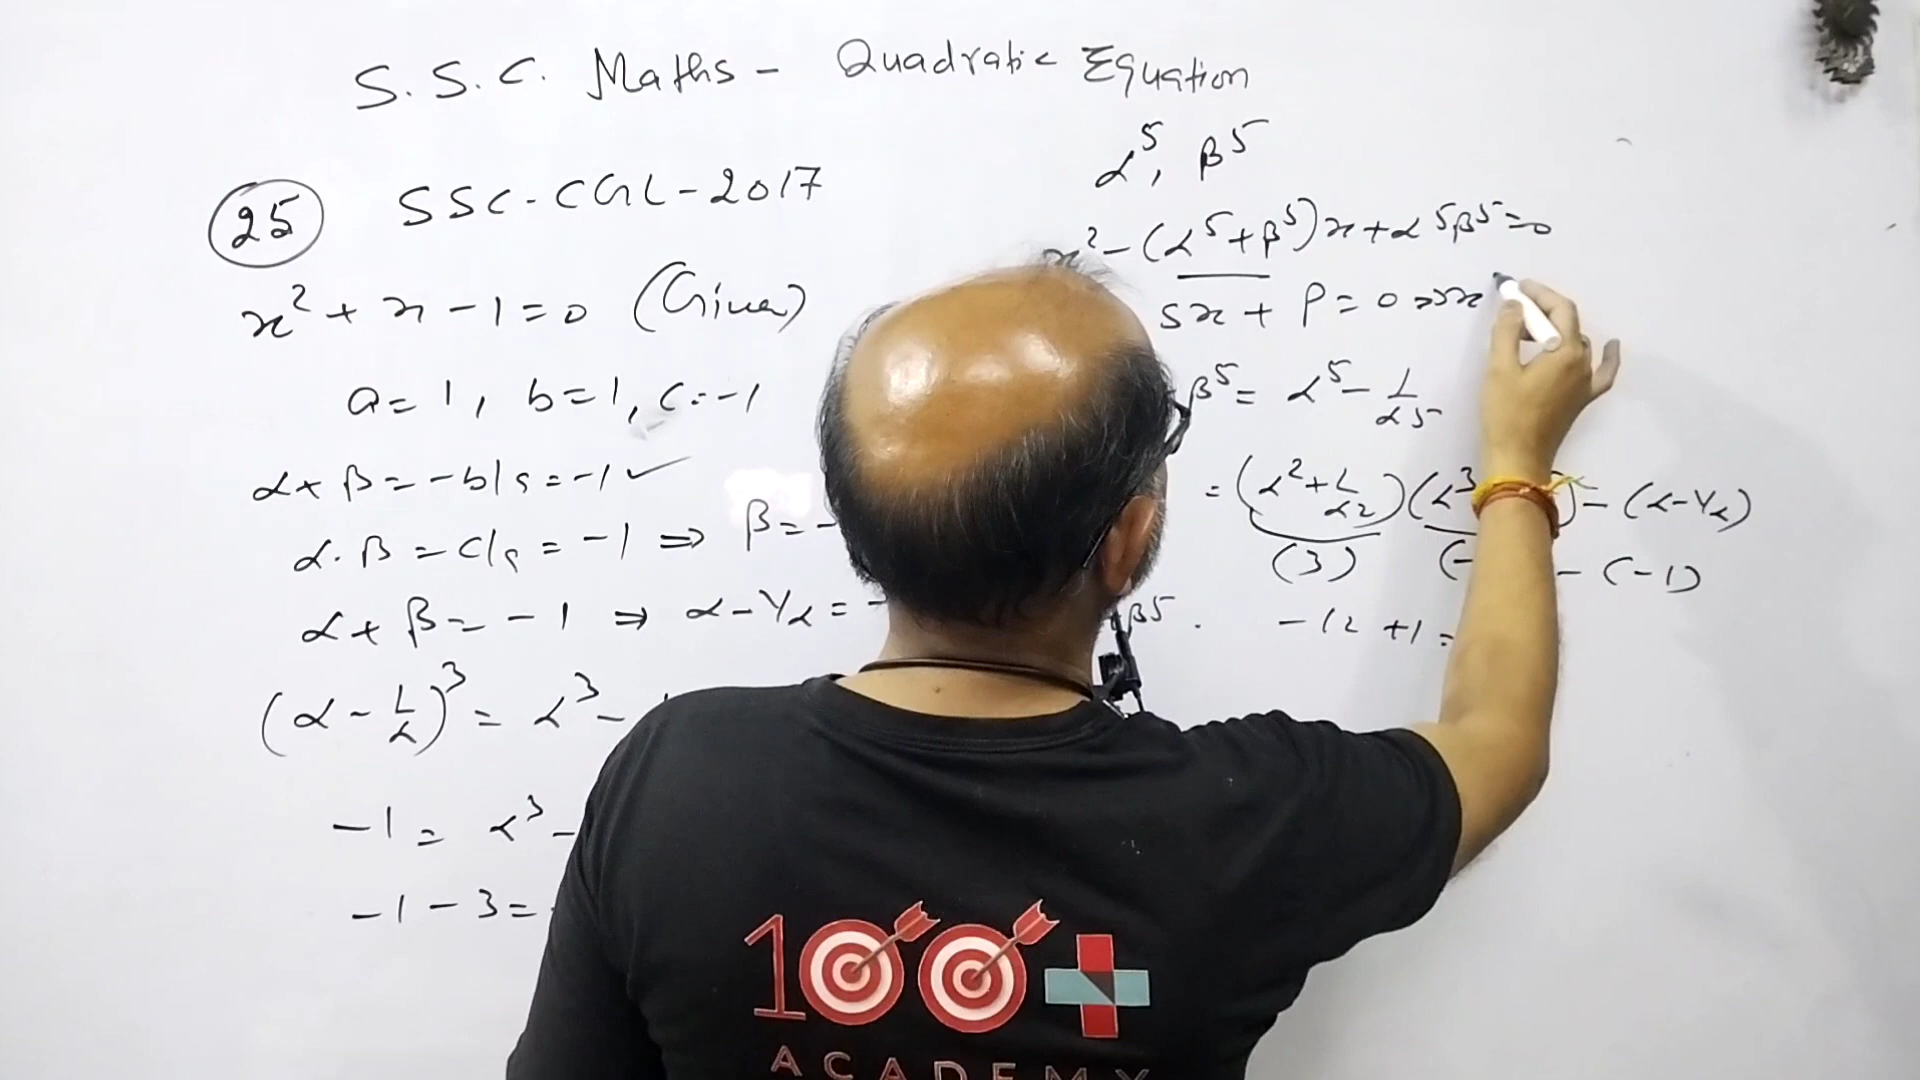 S.S.C. Maths - Quadratic Equation
25 SSC-CGL-2017
x² + x - 1 = 0 (Given)
a = 1, b = 1, c = -1
α + β = -b/a = -1 ✓
α.β = c/a = -1 ⇒ β = -
α + β = -1 ⇒ α - 1/α = -
(α - 1/α)³ = α³ -
-1 = α³ -
-1 - 3 =
α⁵, β⁵
x² - (α⁵ + β⁵)x + α⁵β⁵ = 0
Sx + P = 0 ⇒ x
β⁵ = α⁵ - 1/α⁵
= (α² + 1/α²)(α³ ) - (α - 1/α)
(3) (- - (-1)
β⁵. -12 + 1 =
100+
ACADEMY